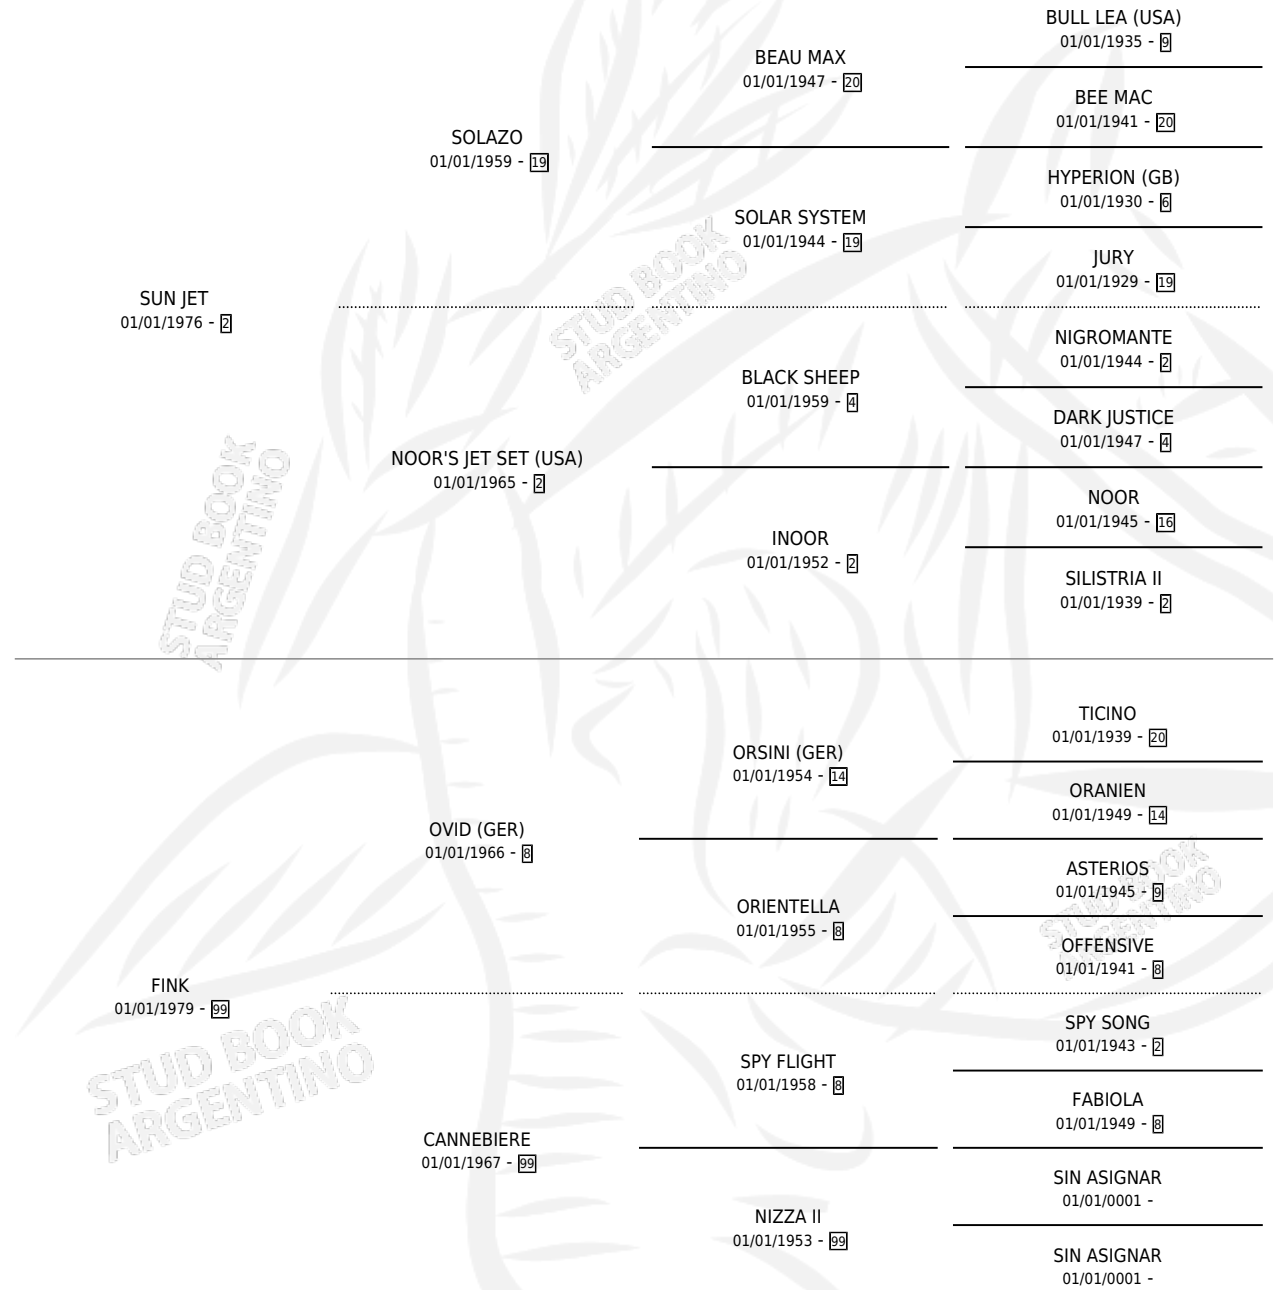 BULL LEA (USA)
01/01/1935 - 9
BEAU MAX
01/01/1947 - 20
BEE MAC
01/01/1941 - 20
SOLAZO
01/01/1959 - 19
HYPERION (GB)
01/01/1930 - 6
SOLAR SYSTEM
01/01/1944 - 19
JURY
01/01/1929 - 19
SUN JET
01/01/1976 - 2
NIGROMANTE
01/01/1944 - 2
BLACK SHEEP
01/01/1959 - 4
DARK JUSTICE
01/01/1947 - 4
NOOR'S JET SET (USA)
01/01/1965 - 2
NOOR
01/01/1945 - 16
INOOR
01/01/1952 - 2
SILISTRIA II
01/01/1939 - 2
TICINO
01/01/1939 - 20
ORSINI (GER)
01/01/1954 - 14
ORANIEN
01/01/1949 - 14
OVID (GER)
01/01/1966 - 8
ASTERIOS
01/01/1945 - 9
ORIENTELLA
01/01/1955 - 8
OFFENSIVE
01/01/1941 - 8
FINK
01/01/1979 - 99
SPY SONG
01/01/1943 - 2
SPY FLIGHT
01/01/1958 - 8
FABIOLA
01/01/1949 - 8
CANNEBIERE
01/01/1967 - 99
SIN ASIGNAR
01/01/0001 -
NIZZA II
01/01/1953 - 99
SIN ASIGNAR
01/01/0001 -
STUD BOOK
ARGENTINO
STUD BOOK
ARGENTINO
STUD BOOK
ARGENTINO
STUD BOOK
ARGENTINO